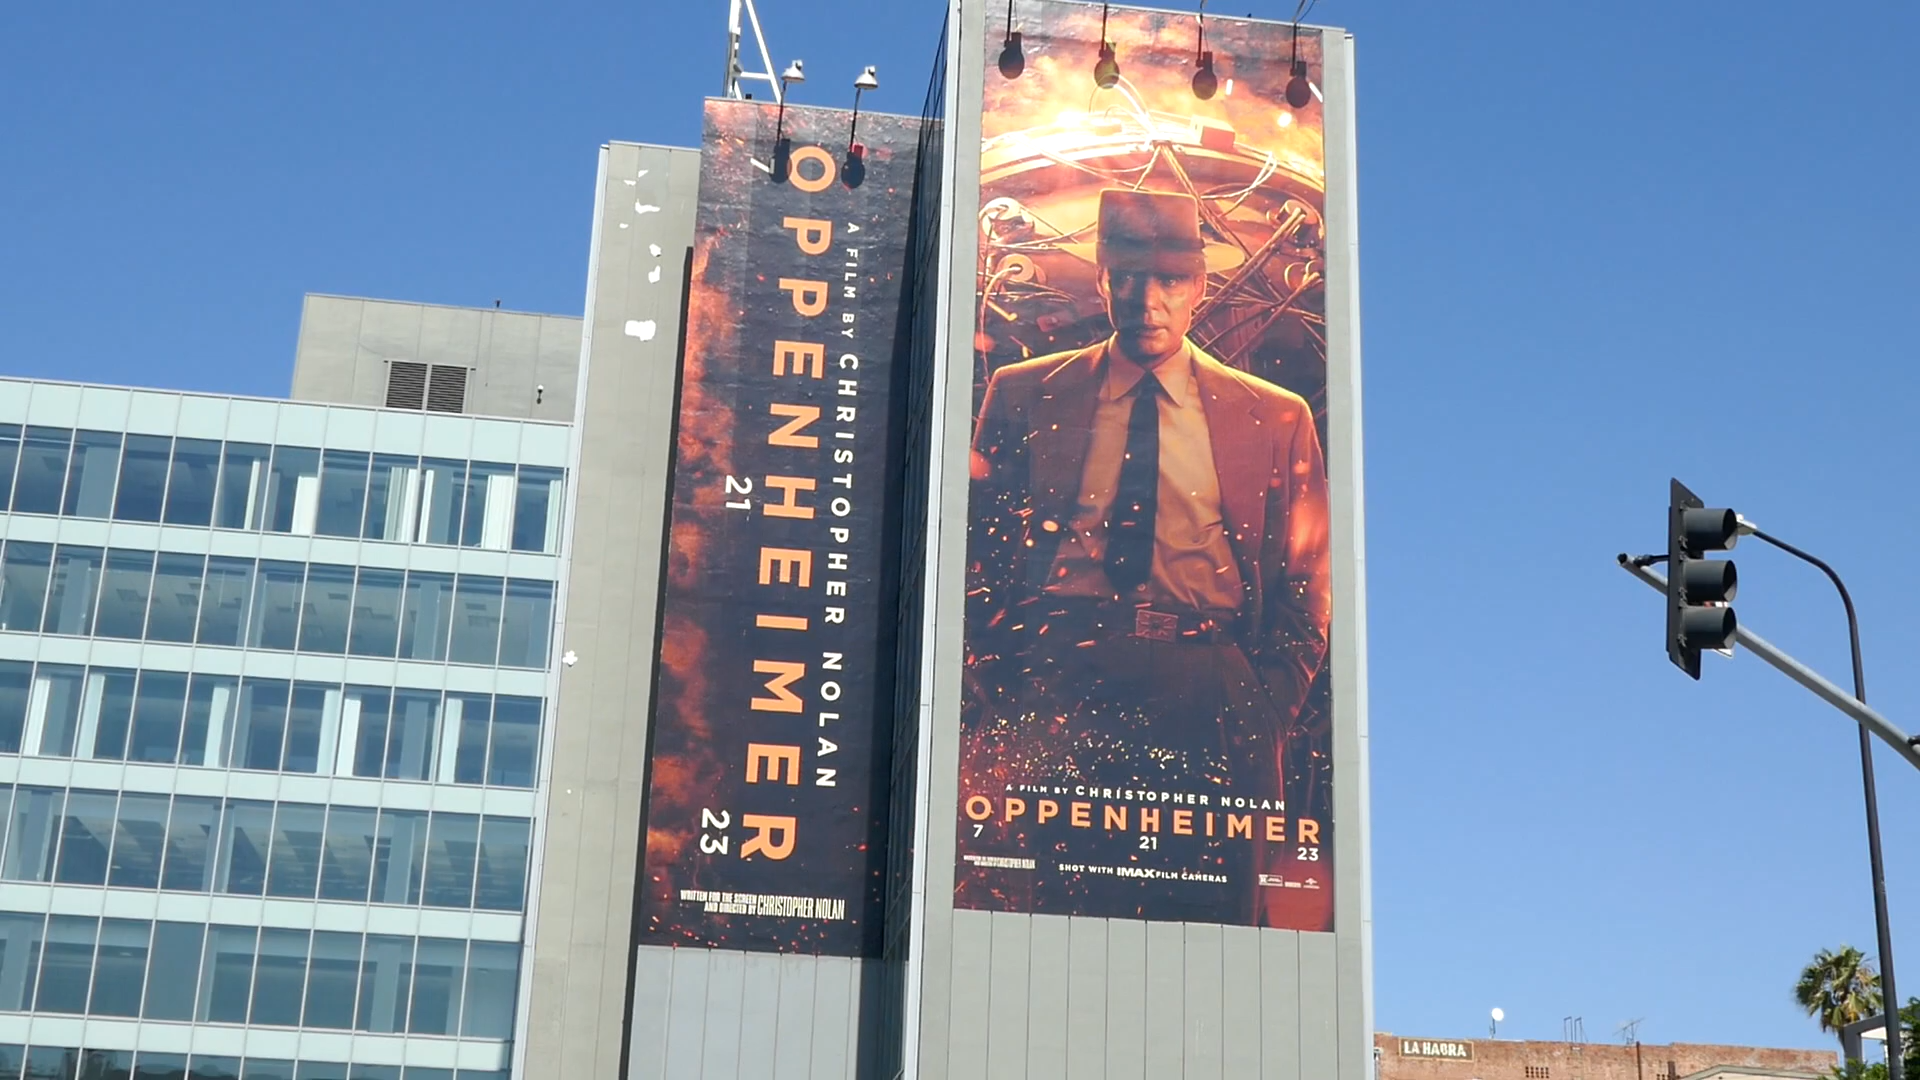 7
OPPENHEIMER
A FILM BY CHRISTOPHER NOLAN
21
23
WRITTEN FOR THE SCREEN
AND DIRECTED BY CHRISTOPHER NOLAN
A FILM BY CHRISTOPHER NOLAN
OPPENHEIMER
7 21 23
SHOT WITH IMAX FILM CAMERAS
LA HABRA